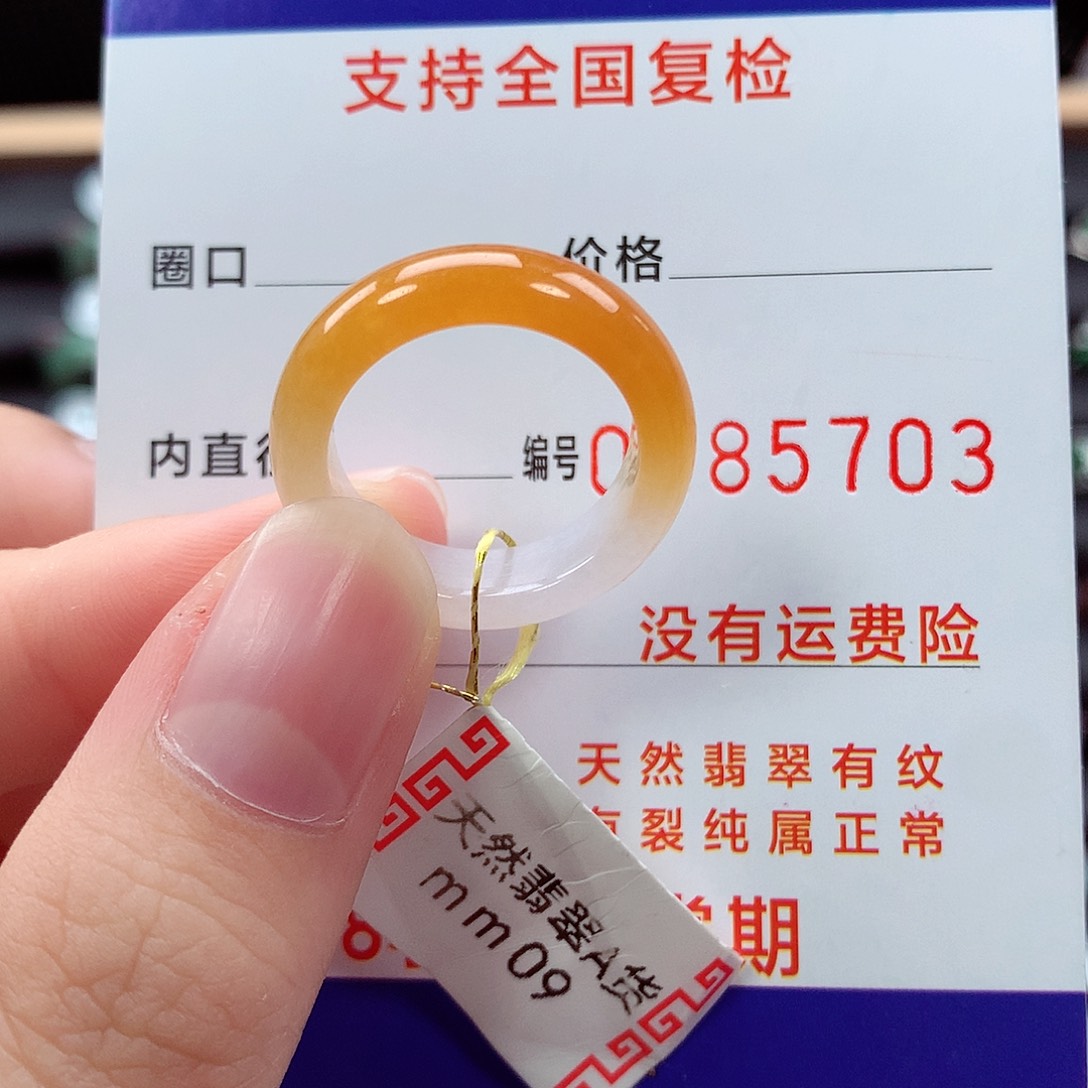 支持全国复检
圈口 价格
内直径 编号 0 85703
没有运费险
天然翡翠有纹
有裂纯属正常
期
天然翡翠A货
mm09